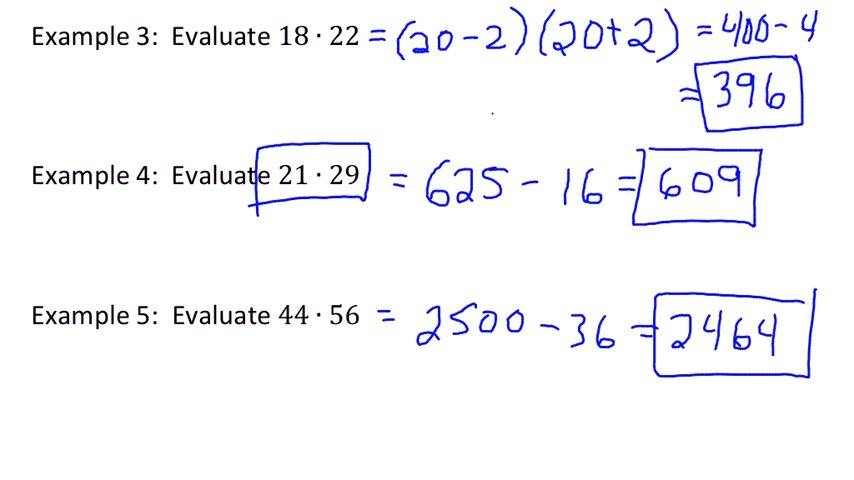 Example 3: Evaluate 18 · 22 = (20 - 2) (20 + 2) = 400 - 4
= 396
Example 4: Evaluate 21 · 29 = 625 - 16 = 609
Example 5: Evaluate 44 · 56 = 2500 - 36 = 2464